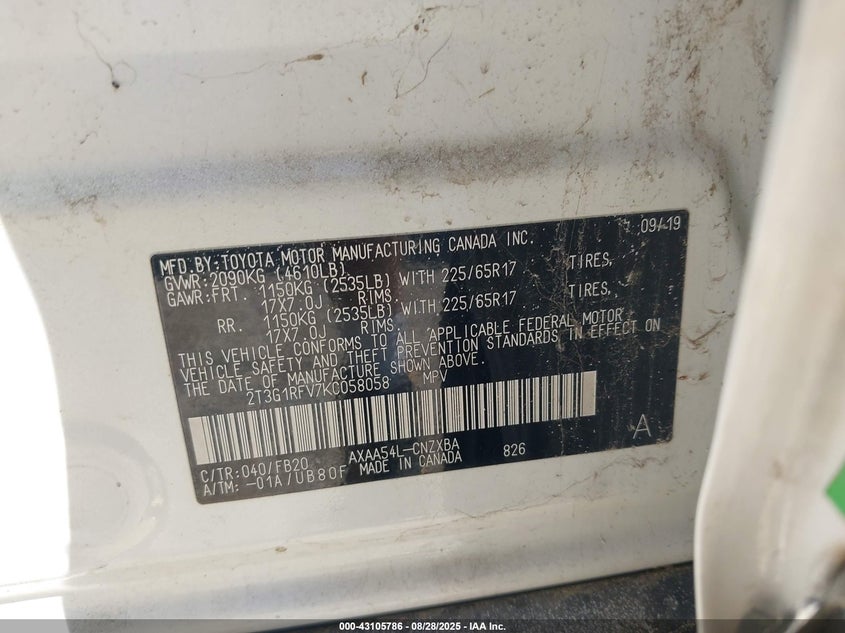 MFD.BY:TOYOTA MOTOR MANUFACTURING CANADA INC. 09/19
GVWR:2090KG (4610LB)
GAWR:FRT. 1150KG (2535LB) WITH 225/65R17 TIRES,
17X7.0J RIMS.
RR. 1150KG (2535LB) WITH 225/65R17 TIRES,
17X7.0J RIMS.
THIS VEHICLE CONFORMS TO ALL APPLICABLE FEDERAL MOTOR
VEHICLE SAFETY AND THEFT PREVENTION STANDARDS IN EFFECT ON
THE DATE OF MANUFACTURE SHOWN ABOVE.
2T3G1RFV7KC058058 MPV
A
C/TR:040/FB20 AXAA54L-CNZXBA 826
A/TM:-01A/UB80F MADE IN CANADA
000-43105786 - 08/28/2025 - IAA Inc.